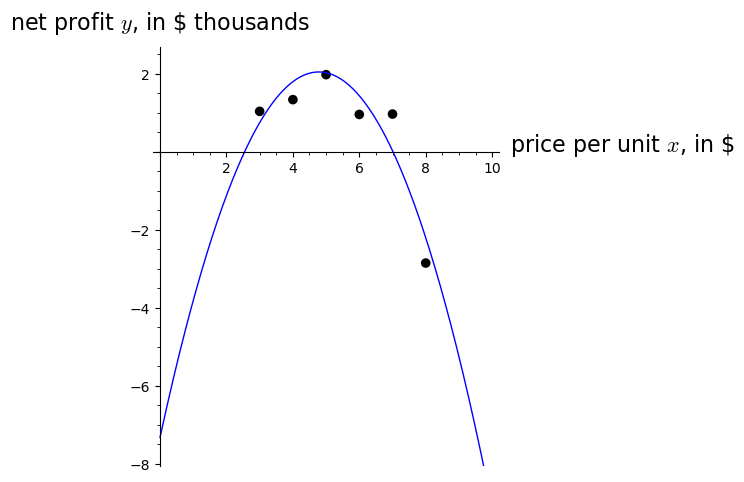 net profit y, in $ thousands
2
price per unit x, in $
2 4 6 8 10
−2
−4
−6
−8